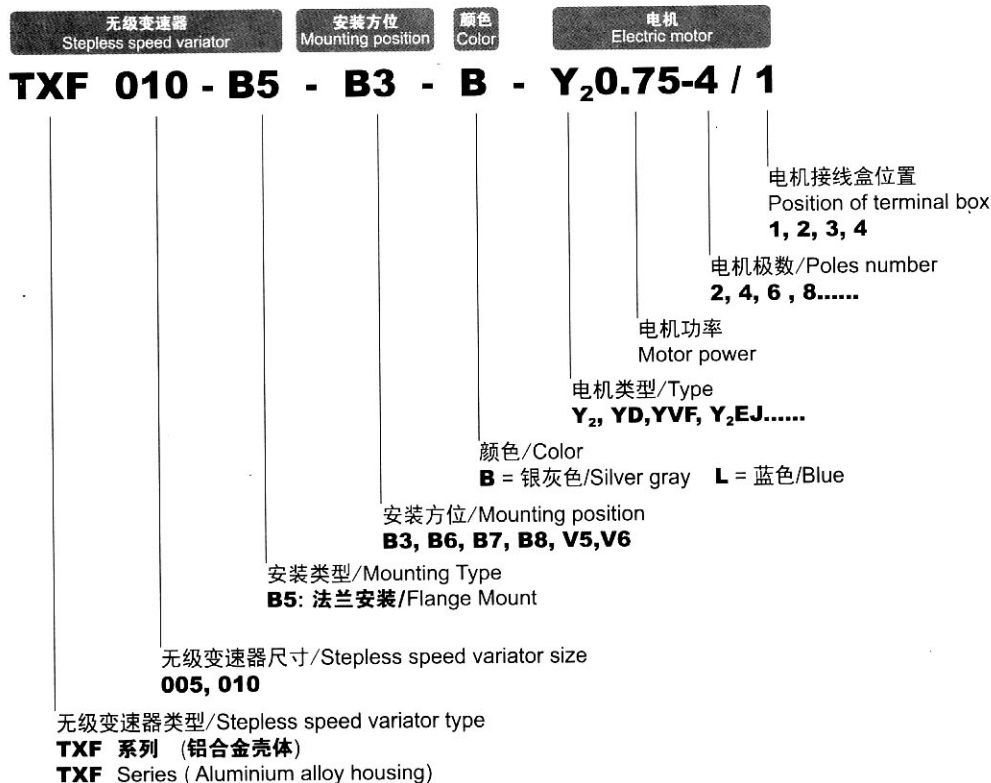 无级变速器
Stepless speed variator
安装方位
Mounting position
颜色
Color
电机
Electric motor
TXF 010 - B5 - B3 - B - Y₂0.75-4 / 1
电机接线盒位置
Position of terminal box
1, 2, 3, 4
电机极数/Poles number
2, 4, 6 , 8......
电机功率
Motor power
电机类型/Type
Y₂, YD,YVF, Y₂EJ......
颜色/Color
B = 银灰色/Silver gray L = 蓝色/Blue
安装方位/Mounting position
B3, B6, B7, B8, V5,V6
安装类型/Mounting Type
B5: 法兰安装/Flange Mount
无级变速器尺寸/Stepless speed variator size
005, 010
无级变速器类型/Stepless speed variator type
TXF 系列 (铝合金壳体)
TXF Series ( Aluminium alloy housing)